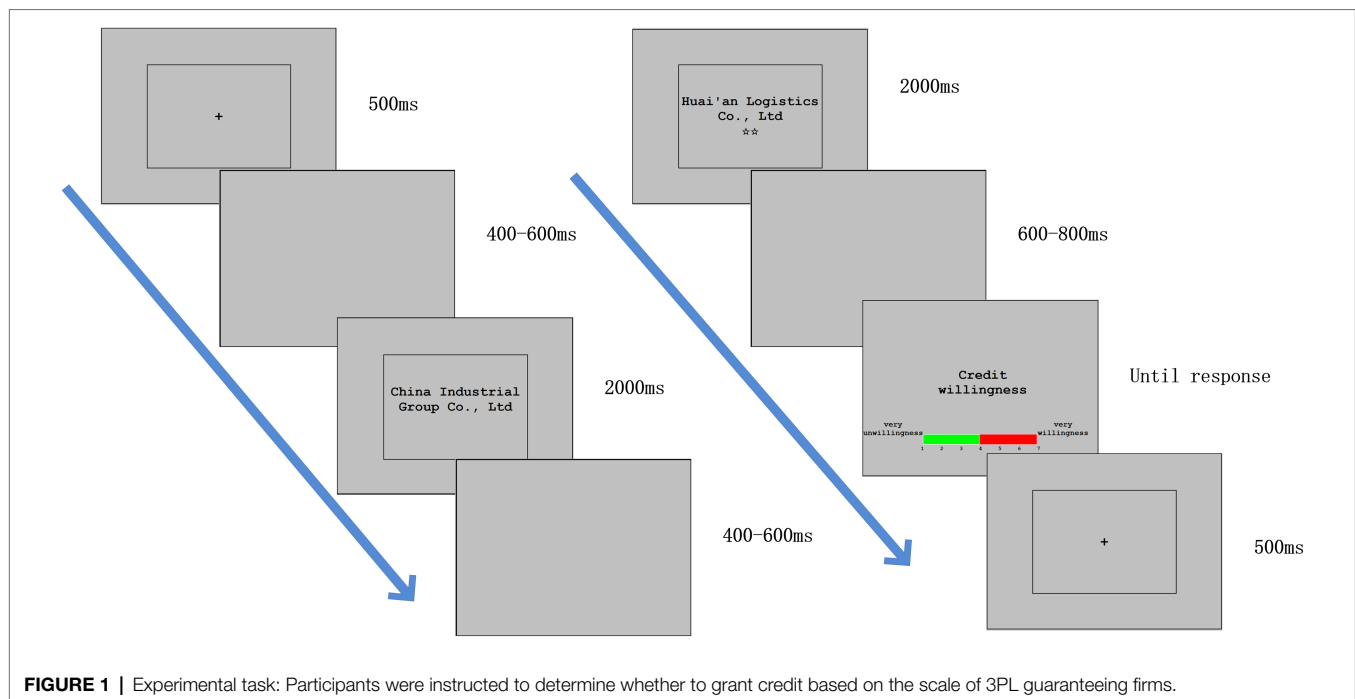 +
500ms
400-600ms
China Industrial
Group Co., Ltd
2000ms
400-600ms
Huai'an Logistics
Co., Ltd
☆☆
2000ms
600-800ms
Credit
willingness
very
unwillingness
very
willingness
1 2 3 4 5 6 7
Until response
+
500ms
FIGURE 1 | Experimental task: Participants were instructed to determine whether to grant credit based on the scale of 3PL guaranteeing firms.